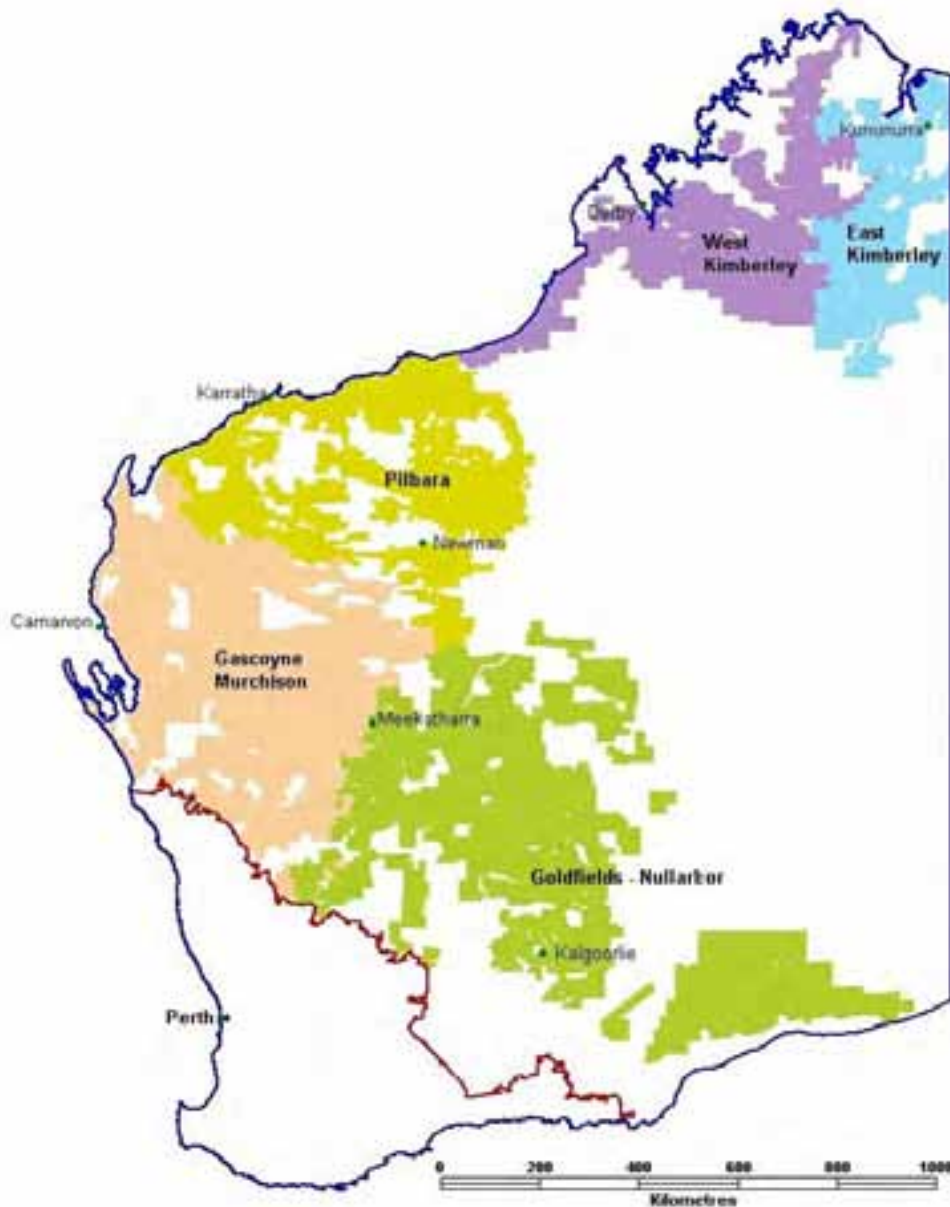 Kununurra
Derby
West
Kimberley
East
Kimberley
Karratha
Pilbara
Newman
Carnarvon
Gascoyne
Murchison
Meekatharra
Goldfields - Nullarbor
Kalgoorlie
Perth
0 200 400 600 800 1000
Kilometres